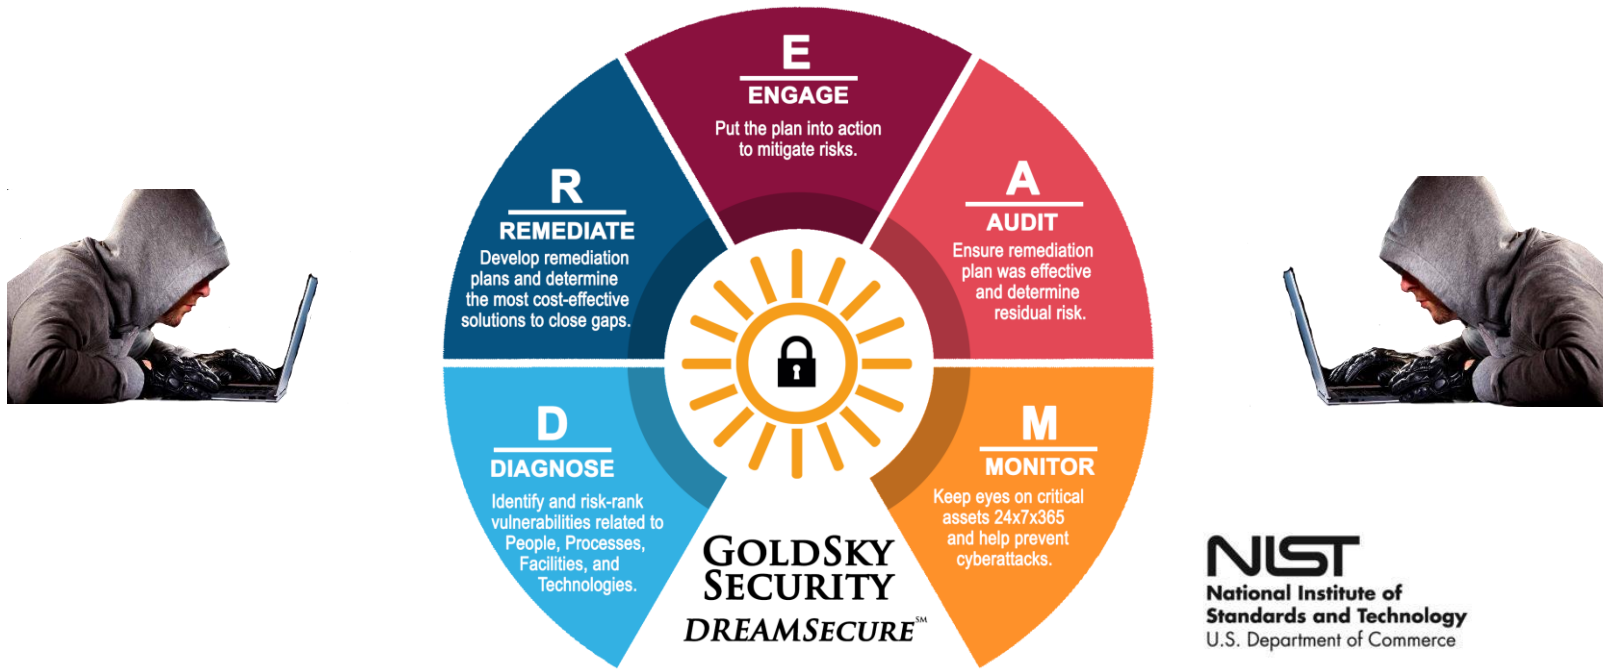 E
ENGAGE
Put the plan into action
to mitigate risks.
R
REMEDIATE
Develop remediation
plans and determine
the most cost-effective
solutions to close gaps.
A
AUDIT
Ensure remediation
plan was effective
and determine
residual risk.
D
DIAGNOSE
Identify and risk-rank
vulnerabilities related to
People, Processes,
Facilities, and
Technologies.
M
MONITOR
Keep eyes on critical
assets 24x7x365
and help prevent
cyberattacks.
GOLDSKY
SECURITY
DREAMSECURE℠
NIST
National Institute of
Standards and Technology
U.S. Department of Commerce